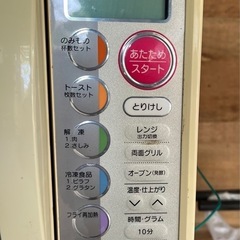 のみもの
杯数セット
あたため
スタート
トースト
枚数セット
とりけし
解凍
1 肉
2 さしみ
レンジ
出力切換
両面グリル
冷凍食品
1 ピラフ
2 グラタン
オーブン(発酵)
温度・仕上がり
フライ再加熱
時間・グラム
10分